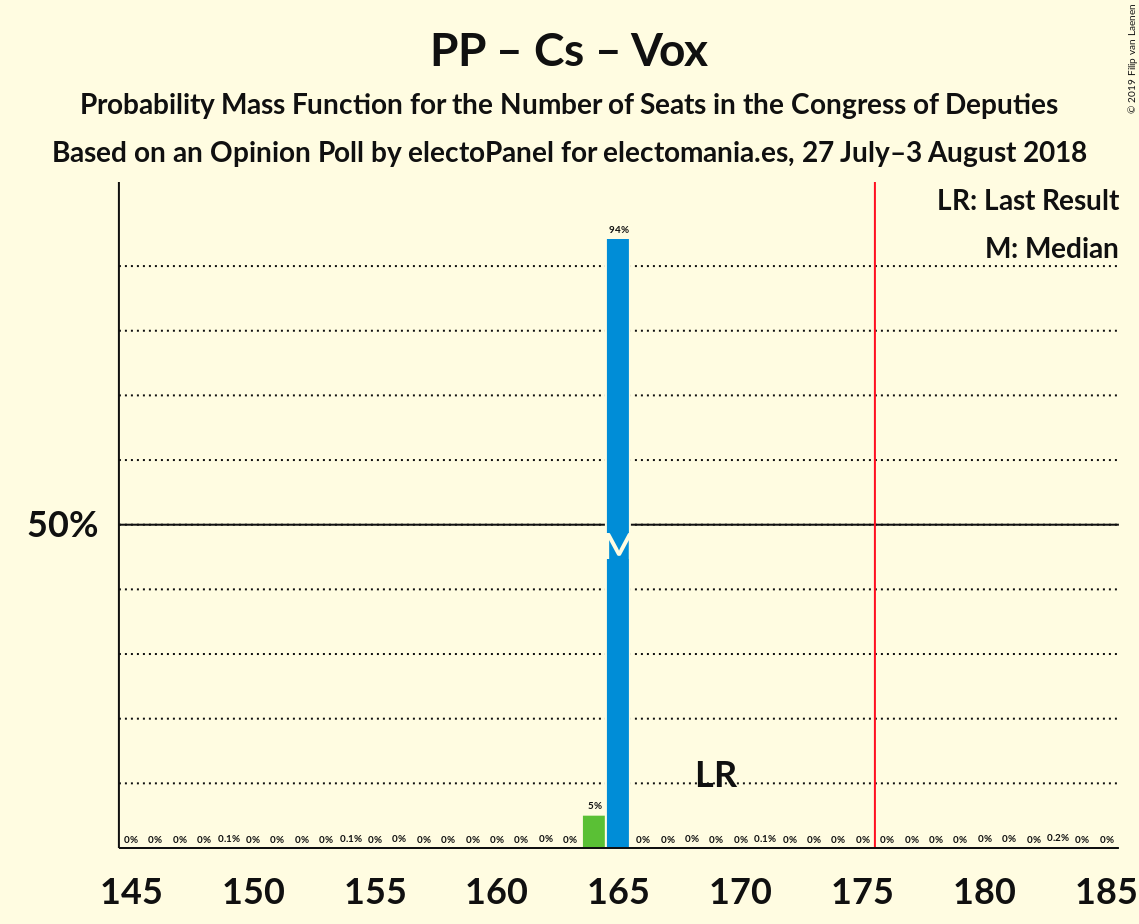 PP – Cs – Vox
Probability Mass Function for the Number of Seats in the Congress of Deputies
Based on an Opinion Poll by electoPanel for electomania.es, 27 July–3 August 2018
© 2019 Filip van Laenen
LR: Last Result
M: Median
94%
50%
M
LR
5%
0% 0% 0% 0% 0.1% 0% 0% 0% 0% 0.1% 0% 0% 0% 0% 0% 0% 0% 0% 0% 0% 0% 0% 0% 0% 0.1% 0% 0% 0% 0% 0% 0% 0% 0% 0% 0% 0% 0.2% 0% 0%
145 150 155 160 165 170 175 180 185